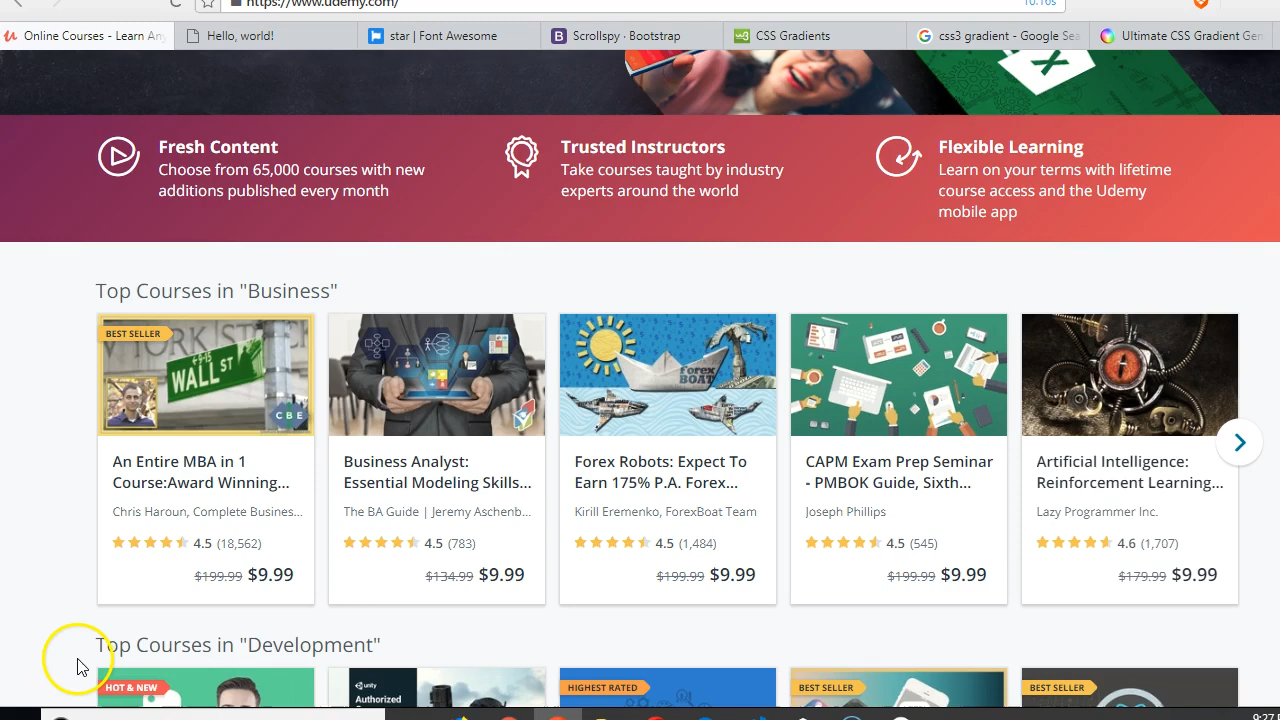 https://www.udemy.com/
10.16s
Online Courses - Learn Any
Hello, world!
star | Font Awesome
Scrollspy · Bootstrap
CSS Gradients
css3 gradient - Google Sea
Ultimate CSS Gradient Gen
Fresh Content
Choose from 65,000 courses with new
additions published every month
Trusted Instructors
Take courses taught by industry
experts around the world
Flexible Learning
Learn on your terms with lifetime
course access and the Udemy
mobile app
Top Courses in "Business"
BEST SELLER
WALL ST
CBE
FOREX
BOAT
An Entire MBA in 1
Course:Award Winning...
Chris Haroun, Complete Busines...
4.5 (18,562)
$199.99 $9.99
Business Analyst:
Essential Modeling Skills...
The BA Guide | Jeremy Aschenb...
4.5 (783)
$134.99 $9.99
Forex Robots: Expect To
Earn 175% P.A. Forex...
Kirill Eremenko, ForexBoat Team
4.5 (1,484)
$199.99 $9.99
CAPM Exam Prep Seminar
- PMBOK Guide, Sixth...
Joseph Phillips
4.5 (545)
$199.99 $9.99
Artificial Intelligence:
Reinforcement Learning...
Lazy Programmer Inc.
4.6 (1,707)
$179.99 $9.99
Top Courses in "Development"
HOT & NEW
unity
Authorized
HIGHEST RATED
BEST SELLER
BEST SELLER